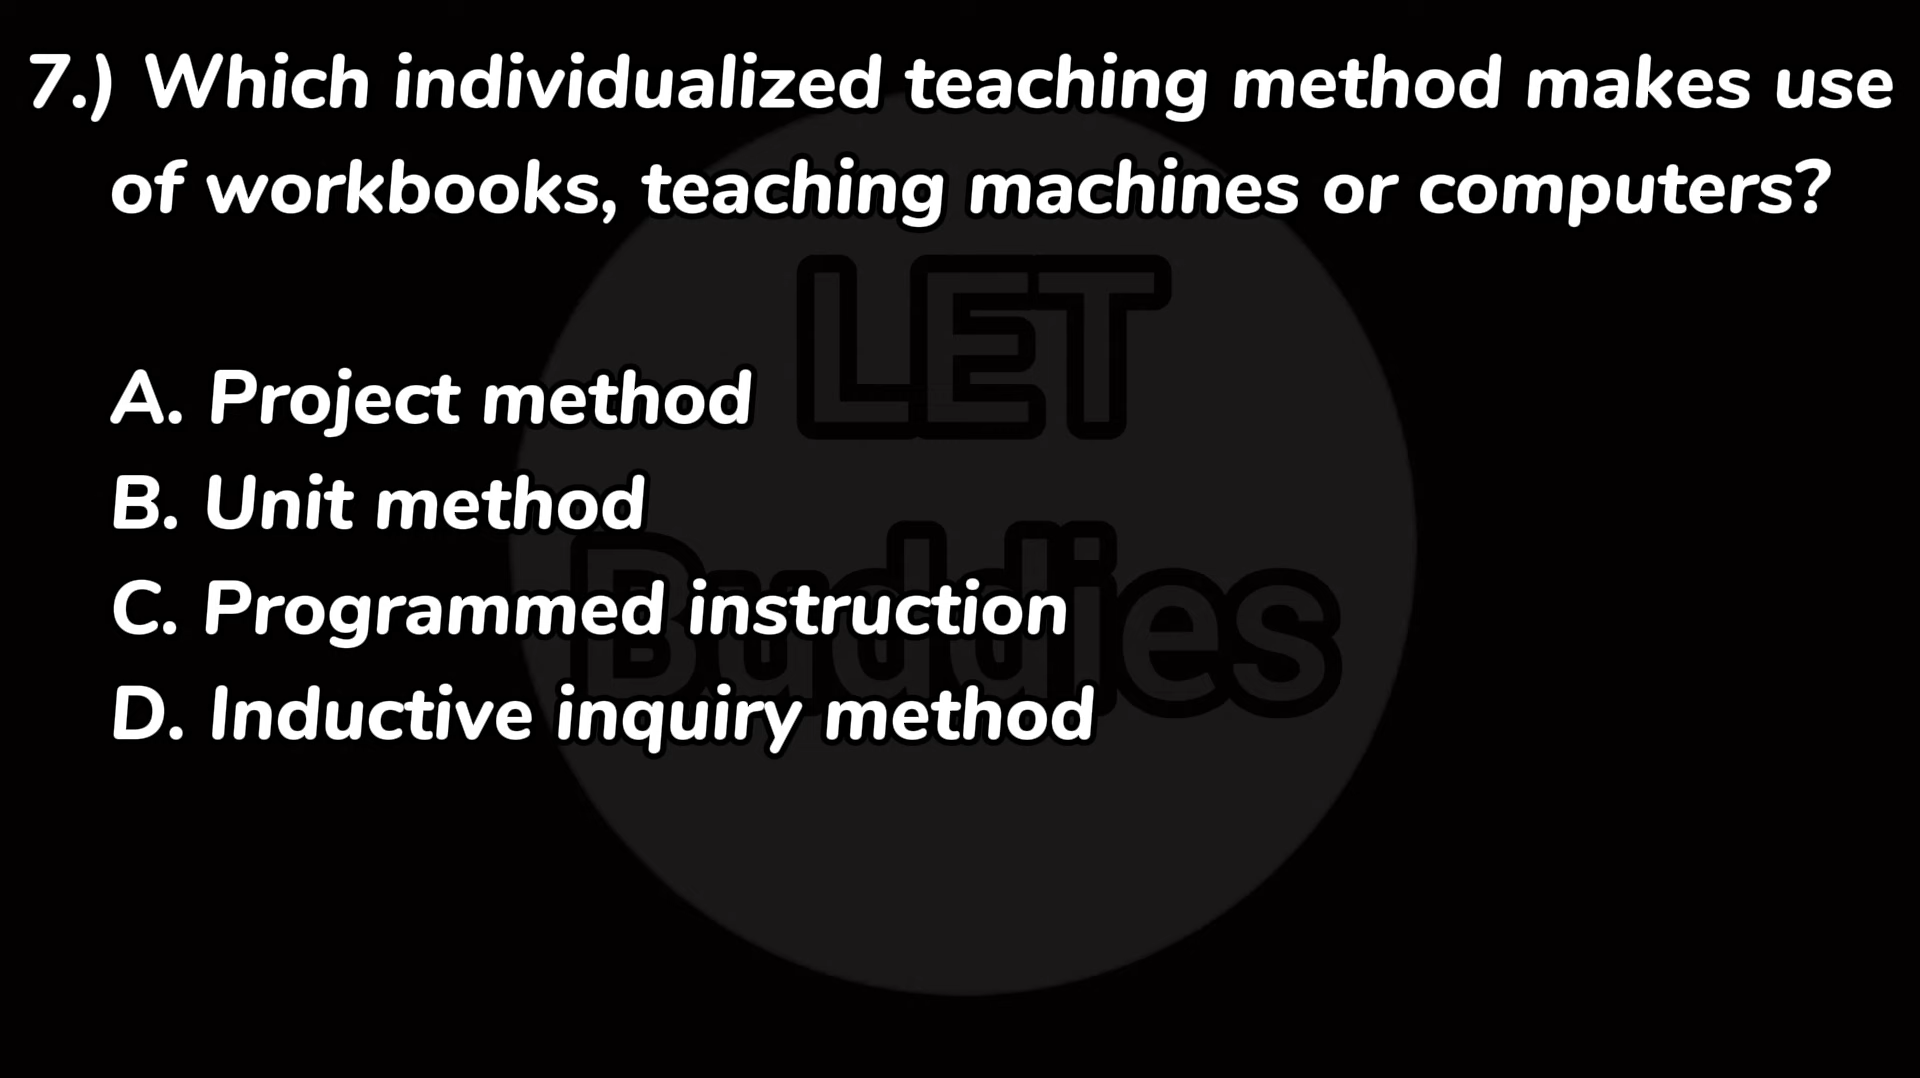 7.) Which individualized teaching method makes use
of workbooks, teaching machines or computers?
LET
A. Project method
B. Unit method
Buddies
C. Programmed instruction
D. Inductive inquiry method